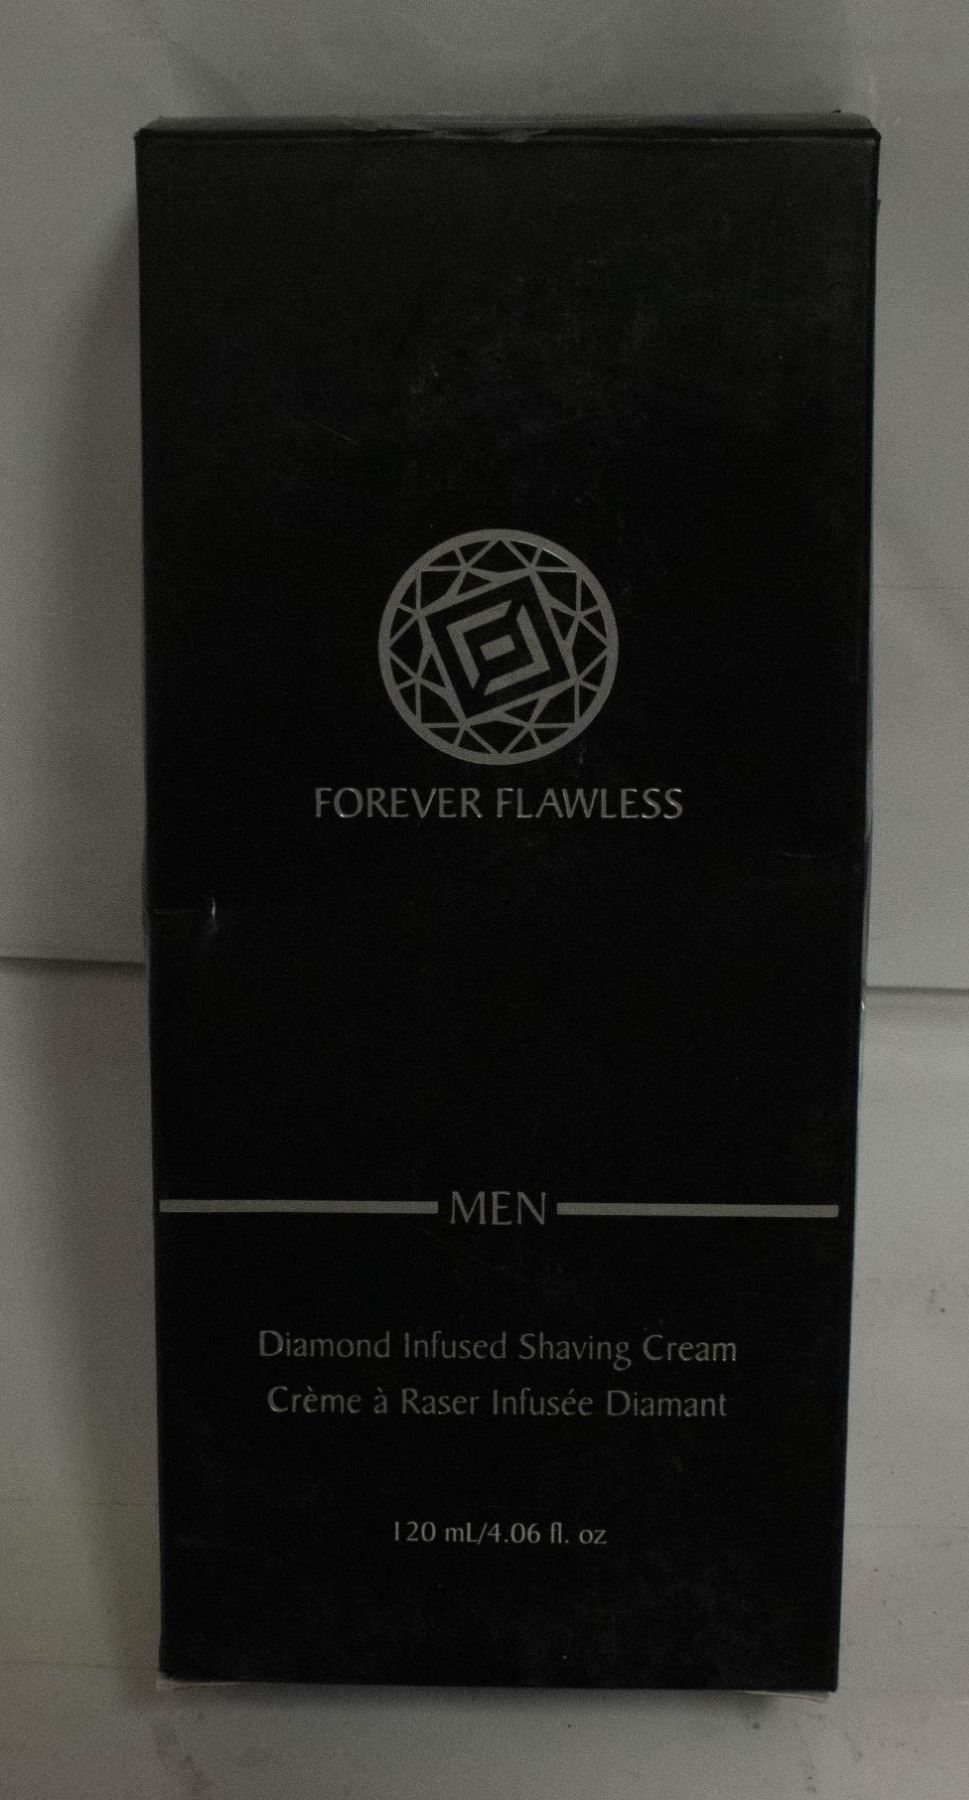 FOREVER FLAWLESS
MEN
Diamond Infused Shaving Cream
Crème à Raser Infusée Diamant
120 mL/4.06 fl. oz